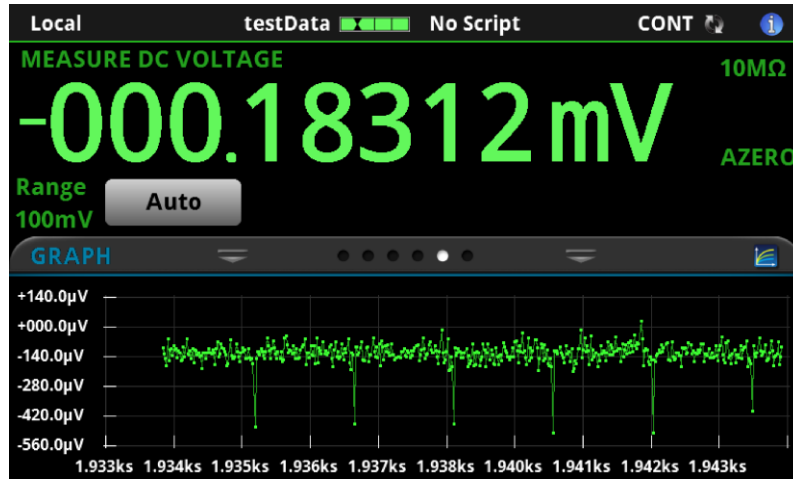 Local testData No Script CONT i
MEASURE DC VOLTAGE
10MΩ
-000.18312 mV
AZERO
Range
100mV
Auto
GRAPH
+140.0µV
+000.0µV
-140.0µV
-280.0µV
-420.0µV
-560.0µV
1.933ks 1.934ks 1.935ks 1.936ks 1.937ks 1.938ks 1.940ks 1.941ks 1.942ks 1.943ks